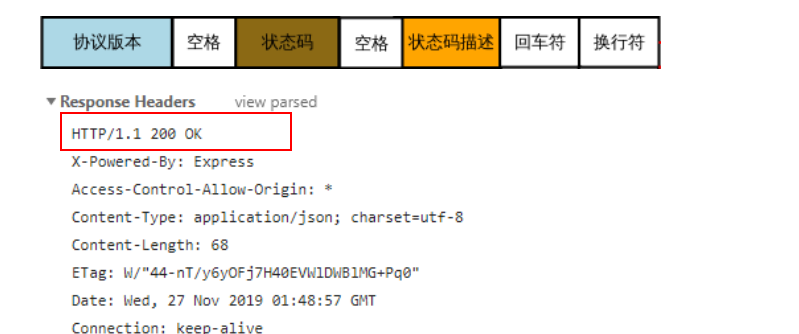 协议版本 空格 状态码 空格 状态码描述 回车符 换行符
Response Headers view parsed
HTTP/1.1 200 OK
X-Powered-By: Express
Access-Control-Allow-Origin: *
Content-Type: application/json; charset=utf-8
Content-Length: 68
ETag: W/"44-nT/y6yOFj7H40EVWlDWBlMG+Pq0"
Date: Wed, 27 Nov 2019 01:48:57 GMT
Connection: keep-alive